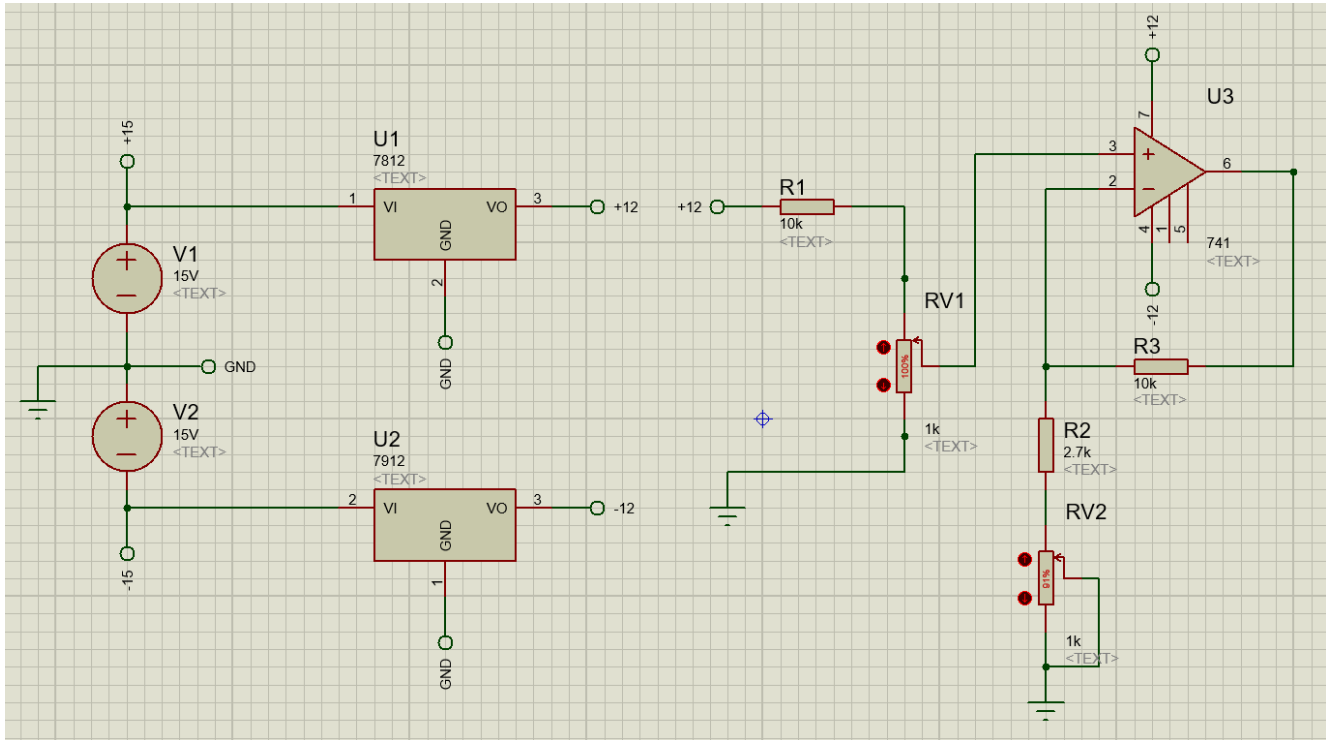 +15
V1
15V
<TEXT>
GND
V2
15V
<TEXT>
-15
U1
7812
<TEXT>
1
VI
VO
3
+12
GND
2
GND
U2
7912
<TEXT>
2
VI
VO
3
-12
GND
1
GND
+12
R1
10k
<TEXT>
RV1
100%
1k
<TEXT>
+12
U3
7
3
+
2
6
4
1
5
741
<TEXT>
-12
R3
10k
<TEXT>
R2
2.7k
<TEXT>
RV2
91%
1k
<TEXT>